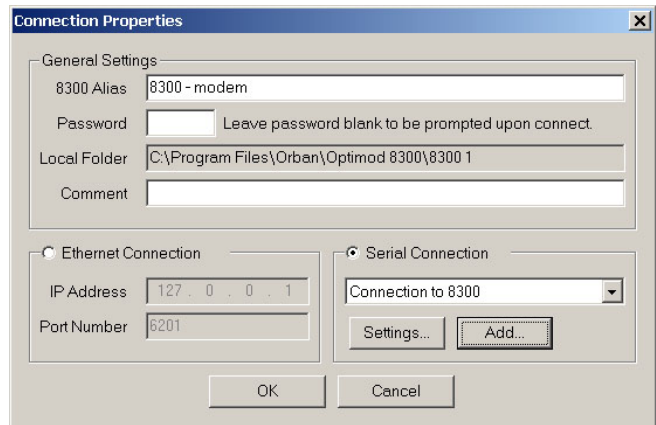 Connection Properties
General Settings
8300 Alias 8300 - modem
Password Leave password blank to be prompted upon connect.
Local Folder C:\Program Files\Orban\Optimod 8300\8300 1
Comment
Ethernet Connection
IP Address 127 . 0 . 0 . 1
Port Number 6201
Serial Connection
Connection to 8300
Settings... Add...
OK Cancel